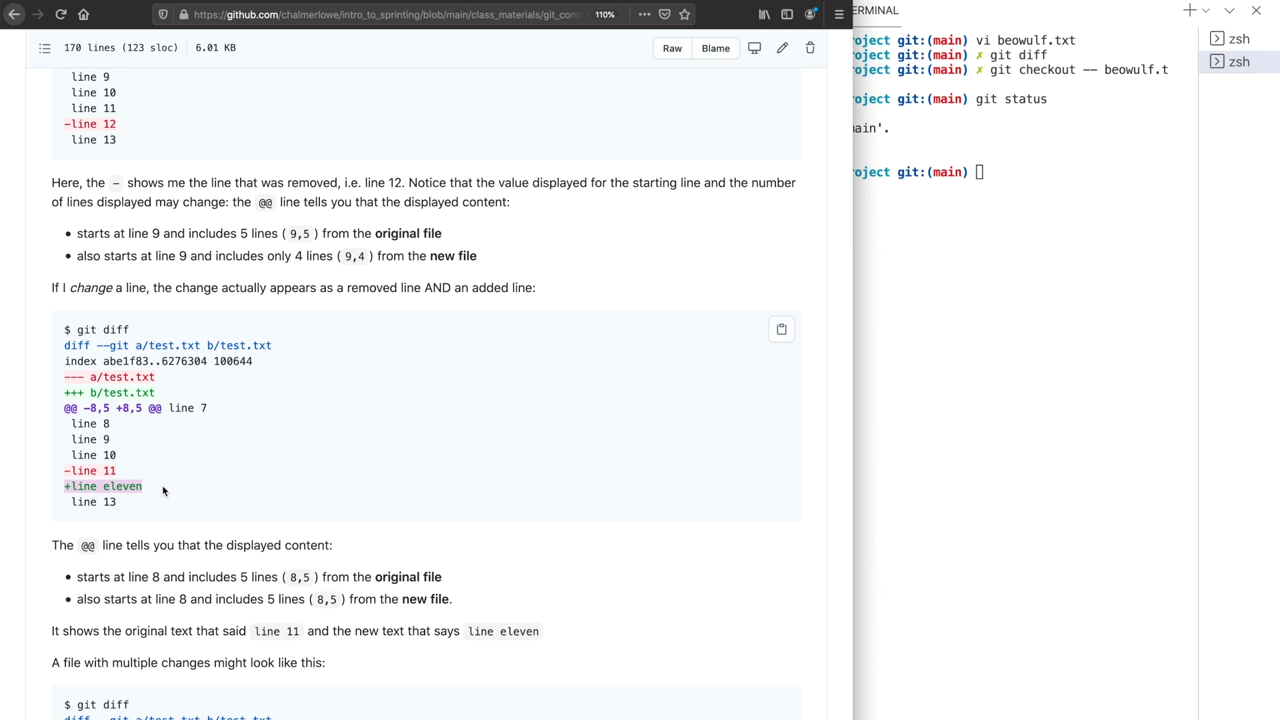 https://github.com/chalmerlowe/intro_to_sprinting/blob/main/class_materials/git_com
110%
170 lines (123 sloc) 6.01 KB
Raw Blame
line 9
line 10
line 11
-line 12
line 13
Here, the - shows me the line that was removed, i.e. line 12. Notice that the value displayed for the starting line and the number
of lines displayed may change: the @@ line tells you that the displayed content:
• starts at line 9 and includes 5 lines ( 9,5 ) from the original file
• also starts at line 9 and includes only 4 lines ( 9,4 ) from the new file
If I change a line, the change actually appears as a removed line AND an added line:
$ git diff
diff --git a/test.txt b/test.txt
index abe1f83..6276304 100644
--- a/test.txt
+++ b/test.txt
@@ -8,5 +8,5 @@ line 7
line 8
line 9
line 10
-line 11
+line eleven
line 13
The @@ line tells you that the displayed content:
• starts at line 8 and includes 5 lines ( 8,5 ) from the original file
• also starts at line 8 and includes 5 lines ( 8,5 ) from the new file.
It shows the original text that said line 11 and the new text that says line eleven
A file with multiple changes might look like this:
$ git diff
diff --git a/test.txt b/test.txt
ERMINAL
oject git:(main) vi beowulf.txt
oject git:(main) ✗ git diff
oject git:(main) ✗ git checkout -- beowulf.t
oject git:(main) git status
ain'.
oject git:(main)
zsh
zsh